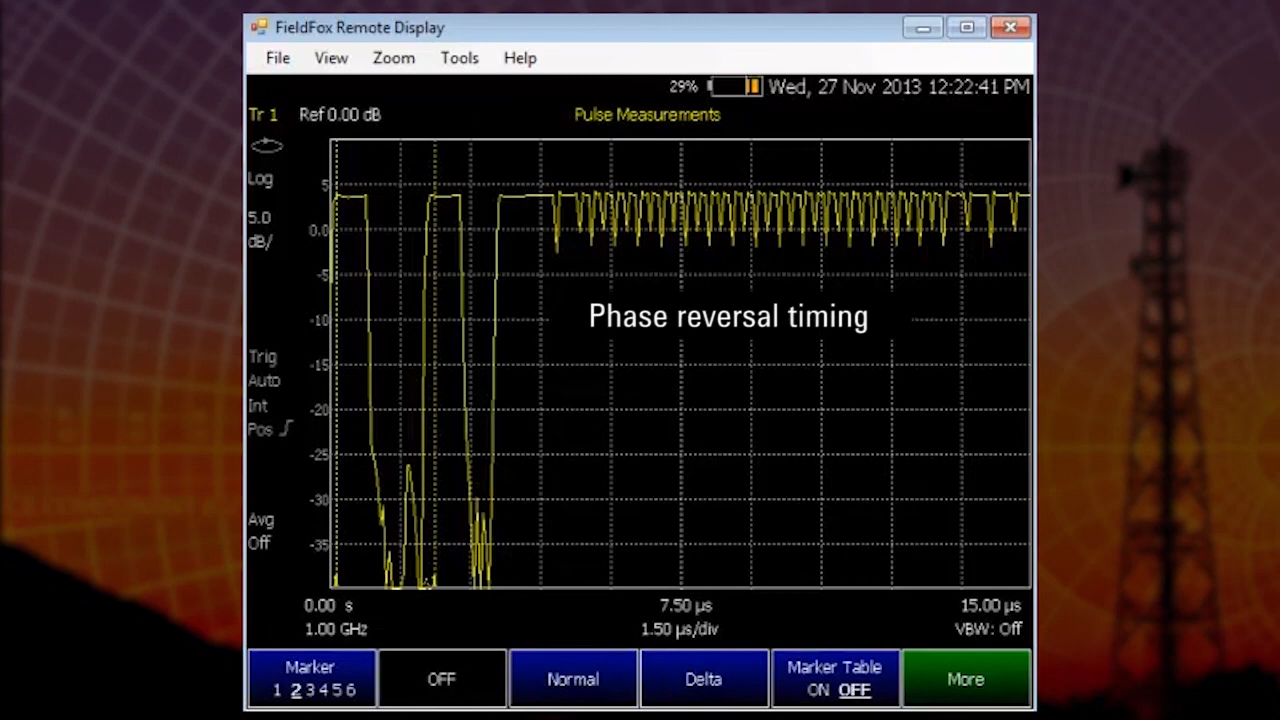 FieldFox Remote Display
File View Zoom Tools Help
29% Wed, 27 Nov 2013 12:22:41 PM
Tr 1 Ref 0.00 dB Pulse Measurements
Log
5.0
dB/
Trig
Auto
Int
Pos
Avg
Off
5
0.0
-5
-10
-15
-20
-25
-30
-35
Phase reversal timing
0.00 s 7.50 µs 15.00 µs
1.00 GHz 1.50 µs/div VBW: Off
Marker
1 2 3 4 5 6
OFF
Normal
Delta
Marker Table
ON OFF
More